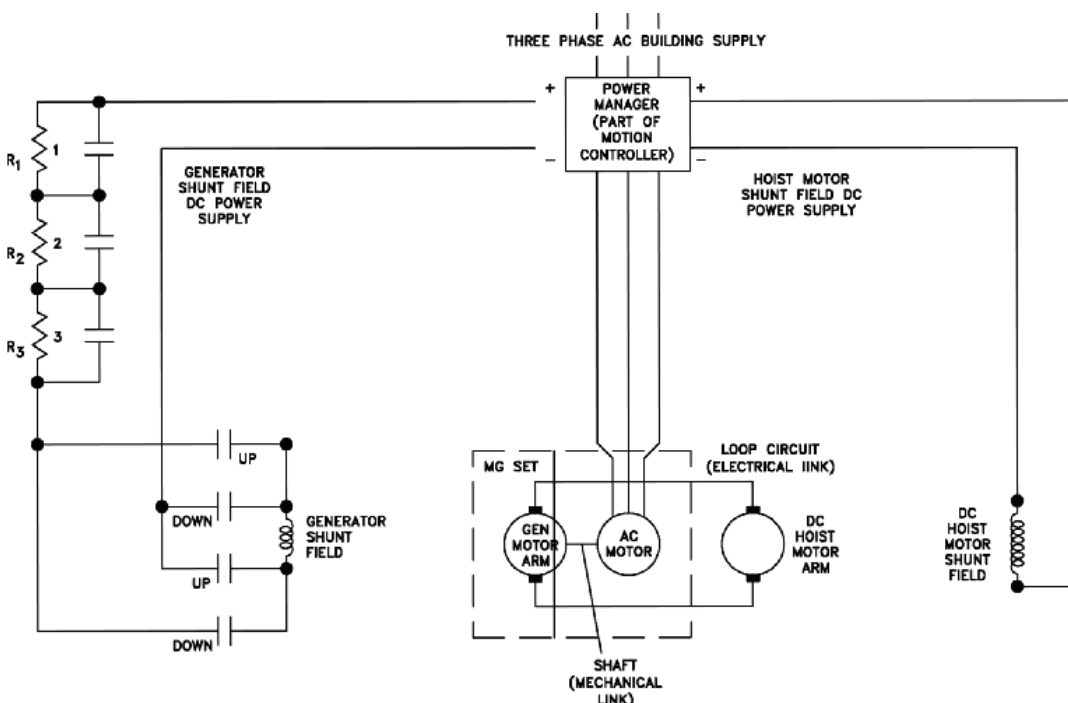 THREE PHASE AC BUILDING SUPPLY
+
POWER
MANAGER
(PART OF
MOTION
CONTROLLER)
+
–
–
R1
1
R2
2
R3
3
GENERATOR
SHUNT FIELD
DC POWER
SUPPLY
HOIST MOTOR
SHUNT FIELD DC
POWER SUPPLY
UP
DOWN
UP
DOWN
GENERATOR
SHUNT
FIELD
MG SET
LOOP CIRCUIT
(ELECTRICAL lINK)
GEN
MOTOR
ARM
AC
MOTOR
DC
HOIST
MOTOR
ARM
DC
HOIST
MOTOR
SHUNT
FIELD
SHAFT
(MECHANICAL
LINK)